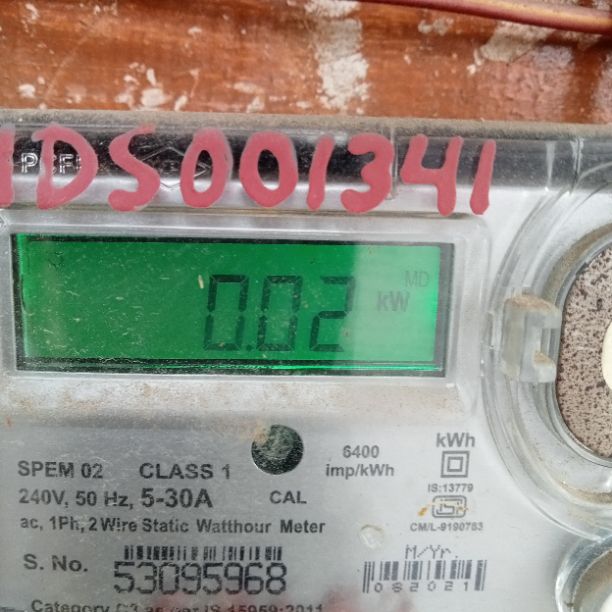 MDS001341
0.02 kW MD
6400 imp/kWh
kWh
SPEM 02 CLASS 1
240V, 50 Hz, 5-30A CAL
IS:13779
ac, 1Ph, 2 Wire Static Watthour Meter
CM/L-9190783
S. No. 53095968
M/Yr.
082021